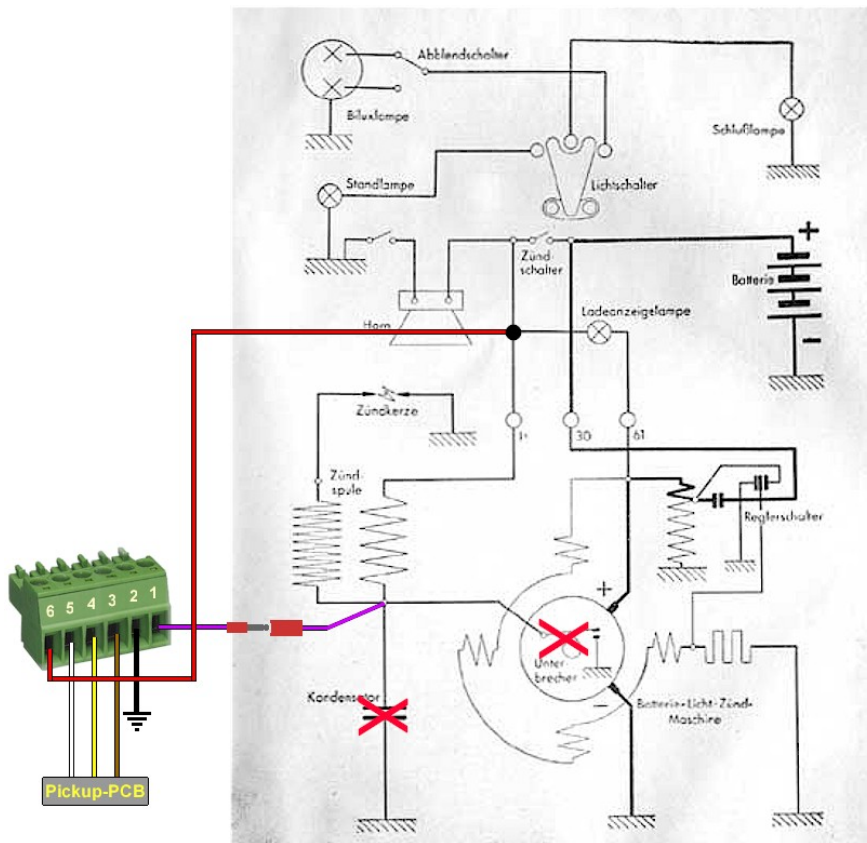 Abblendschalter
Biluxlampe
Schlußlampe
Standlampe
Lichtschalter
+
Zünd-
schalter
Batterie
-
Horn
Ladeanzeigelampe
Zündkerze
30
61
Zünd-
spule
Reglerschalter
6 5 4 3 2 1
+
Unter-
brecher
Kondensator
-
Batterie-Licht-Zünd-
Maschine
Pickup-PCB